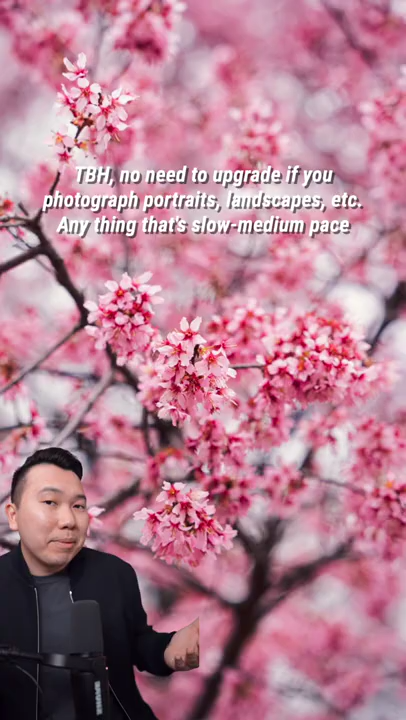 TBH, no need to upgrade if you
photograph portraits, landscapes, etc.
Any thing that's slow-medium pace